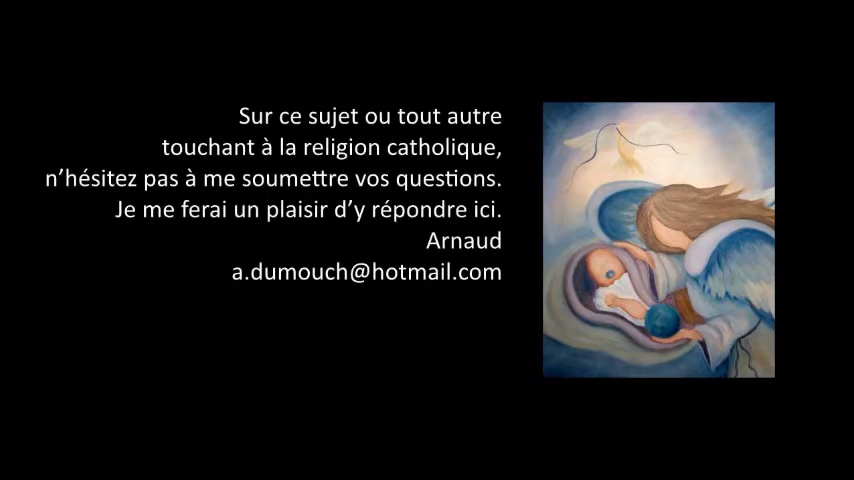 Sur ce sujet ou tout autre
touchant à la religion catholique,
n’hésitez pas à me soumettre vos questions.
Je me ferai un plaisir d’y répondre ici.
Arnaud
a.dumouch@hotmail.com